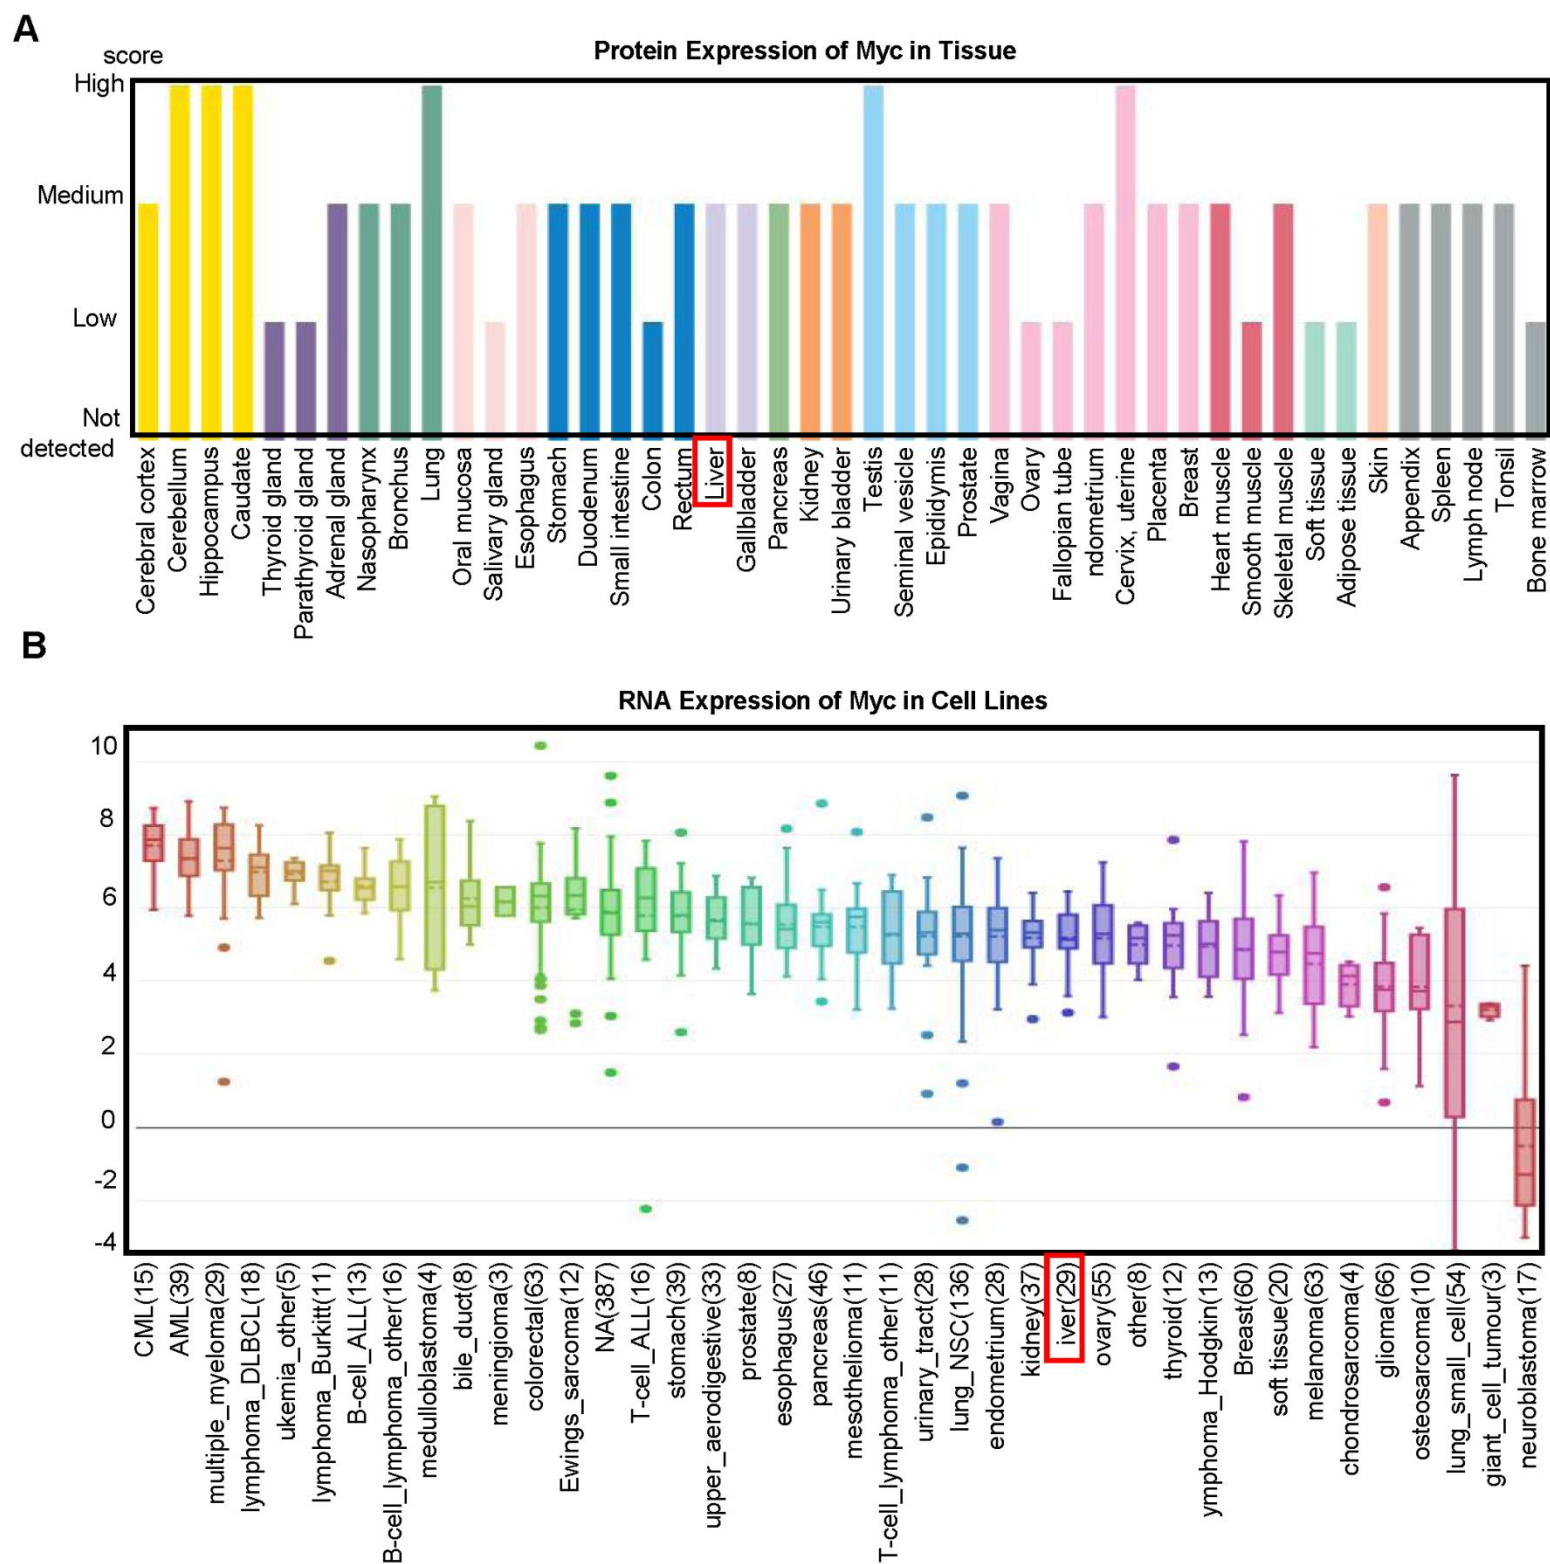 A
Protein Expression of Myc in Tissue
score
High
Medium
Low
Not
detected
Cerebral cortex
Cerebellum
Hippocampus
Caudate
Thyroid gland
Parathyroid gland
Adrenal gland
Nasopharynx
Bronchus
Lung
Oral mucosa
Salivary gland
Esophagus
Stomach
Duodenum
Small intestine
Colon
Rectum
Liver
Gallbladder
Pancreas
Kidney
Urinary bladder
Testis
Seminal vesicle
Epididymis
Prostate
Vagina
Ovary
Fallopian tube
ndometrium
Cervix, uterine
Placenta
Breast
Heart muscle
Smooth muscle
Skeletal muscle
Soft tissue
Adipose tissue
Skin
Appendix
Spleen
Lymph node
Tonsil
Bone marrow
B
RNA Expression of Myc in Cell Lines
10
8
6
4
2
0
-2
-4
CML(15)
AML(39)
multiple_myeloma(29)
lymphoma_DLBCL(18)
ukemia_other(5)
lymphoma_Burkitt(11)
B-cell_ALL(13)
B-cell_lymphoma_other(16)
medulloblastoma(4)
bile_duct(8)
meningioma(3)
colorectal(63)
Ewings_sarcoma(12)
NA(387)
T-cell_ALL(16)
stomach(39)
upper_aerodigestive(33)
prostate(8)
esophagus(27)
pancreas(46)
mesothelioma(11)
T-cell_lymphoma_other(11)
urinary_tract(28)
lung_NSC(136)
endometrium(28)
kidney(37)
iver(29)
ovary(55)
other(8)
thyroid(12)
ymphoma_Hodgkin(13)
Breast(60)
soft tissue(20)
melanoma(63)
chondrosarcoma(4)
glioma(66)
osteosarcoma(10)
lung_small_cell(54)
giant_cell_tumour(3)
neuroblastoma(17)